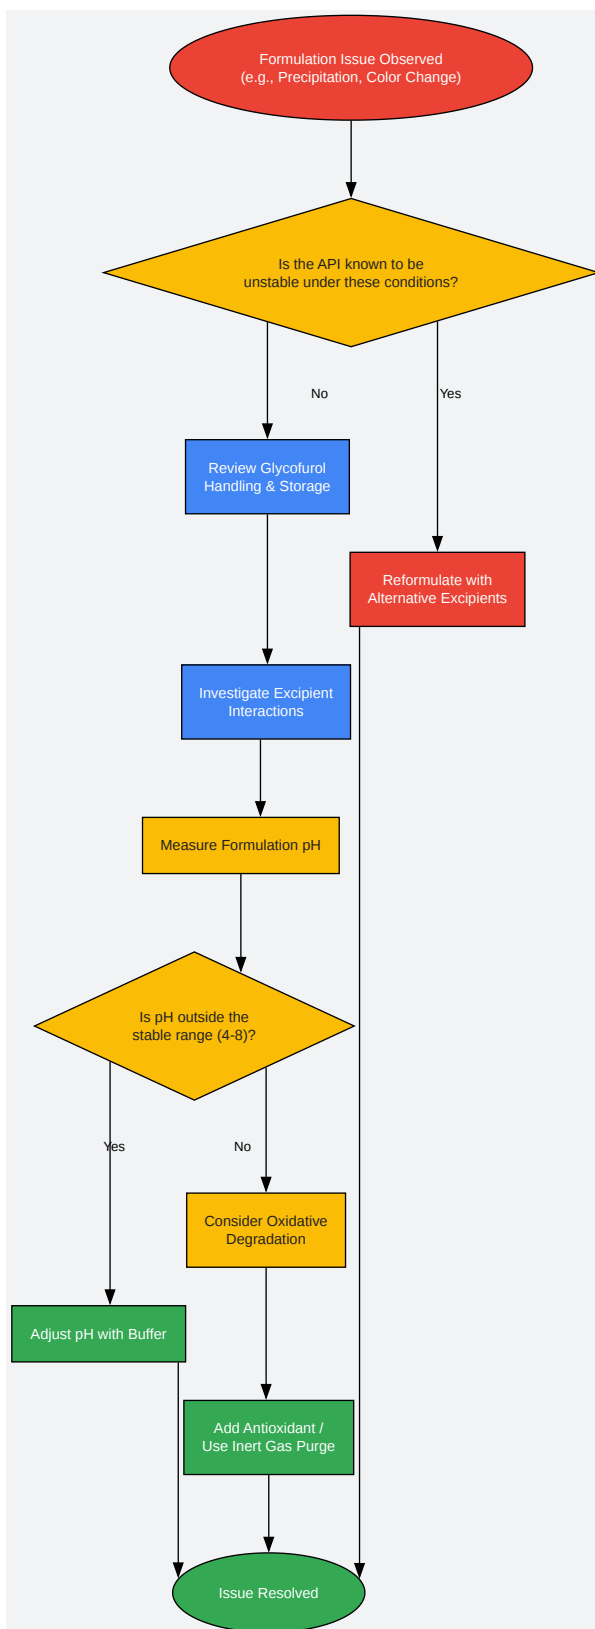 Formulation Issue Observed
(e.g., Precipitation, Color Change)
Is the API known to be
unstable under these conditions?
No
Yes
Review Glycofurol
Handling & Storage
Reformulate with
Alternative Excipients
Investigate Excipient
Interactions
Measure Formulation pH
Is pH outside the
stable range (4-8)?
Yes
No
Consider Oxidative
Degradation
Adjust pH with Buffer
Add Antioxidant /
Use Inert Gas Purge
Issue Resolved